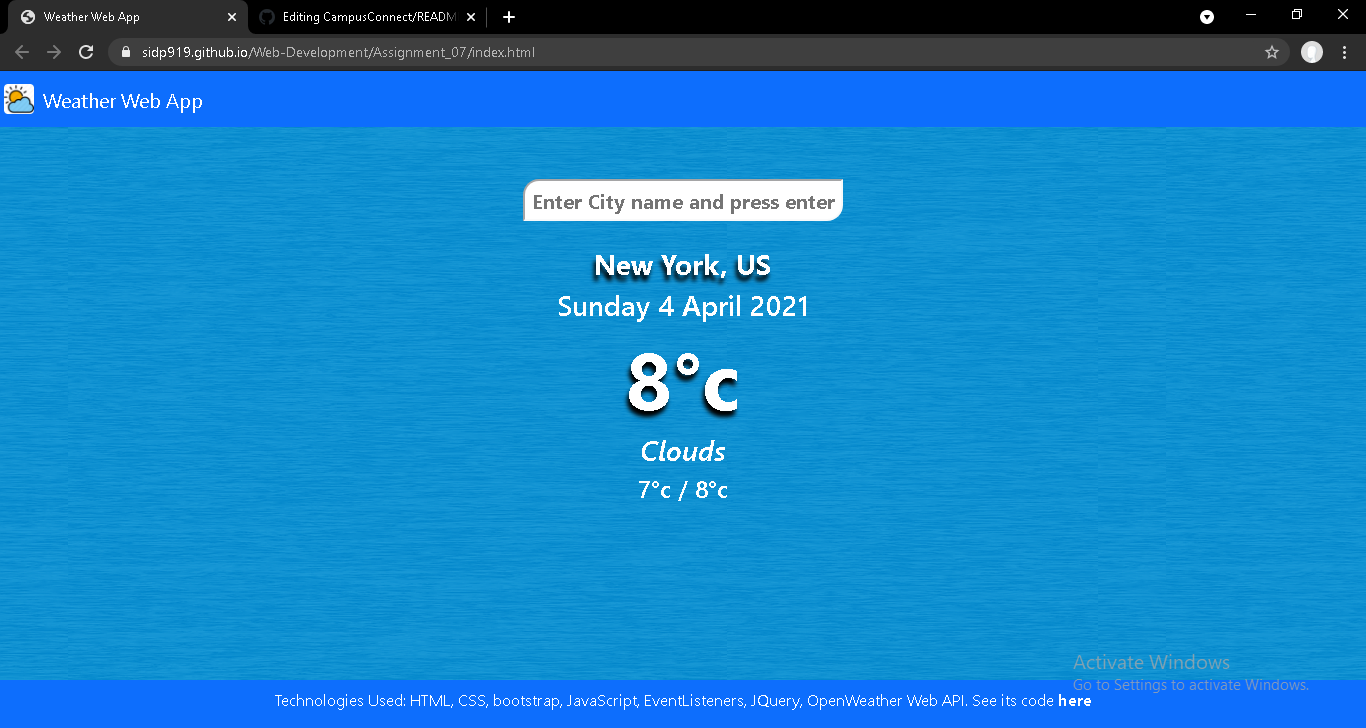 Weather Web App
Editing CampusConnect/READM
sidp919.github.io/Web-Development/Assignment_07/index.html
Weather Web App
Enter City name and press enter
New York, US
Sunday 4 April 2021
8°c
Clouds
7°c / 8°c
Activate Windows
Go to Settings to activate Windows.
Technologies Used: HTML, CSS, bootstrap, JavaScript, EventListeners, JQuery, OpenWeather Web API. See its code here